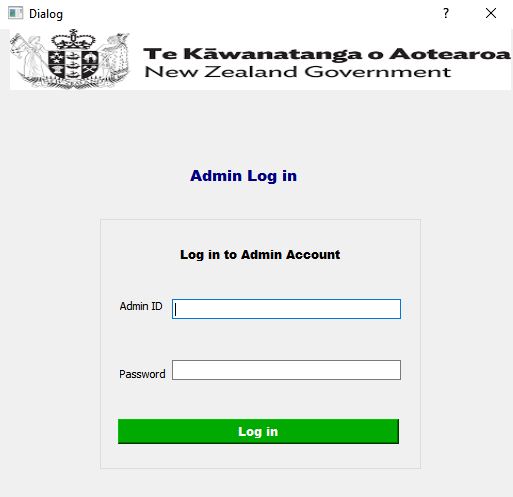 Dialog
?
Te Kāwanatanga o Aotearoa
New Zealand Government
Admin Log in
Log in to Admin Account
Admin ID
Password
Log in